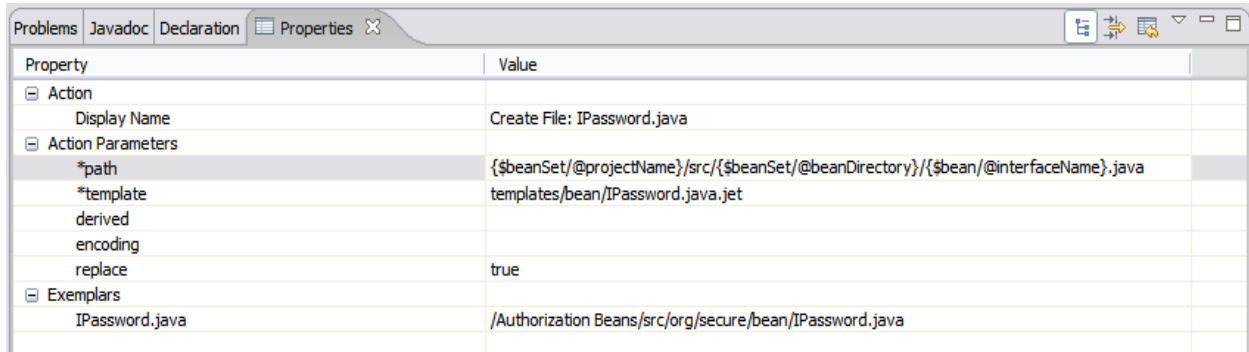 Problems Javadoc Declaration Properties
Property Value
Action
Display Name Create File: IPassword.java
Action Parameters
*path {$beanSet/@projectName}/src/{$beanSet/@beanDirectory}/{$bean/@interfaceName}.java
*template templates/bean/IPassword.java.jet
derived
encoding
replace true
Exemplars
IPassword.java /Authorization Beans/src/org/secure/bean/IPassword.java